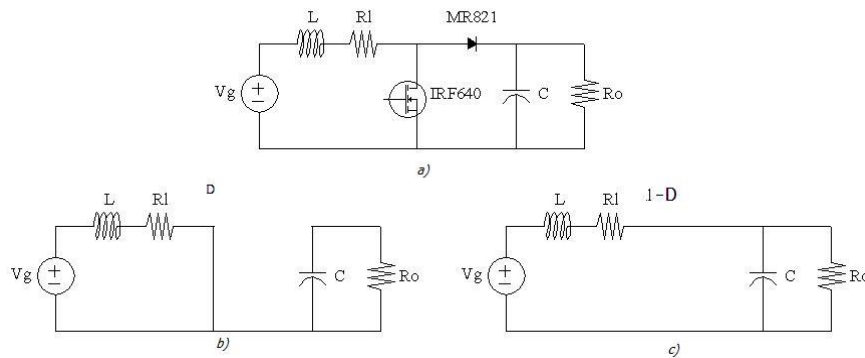 MR821
L Rl
Vg
IRF640
C
Ro
a)
D
L Rl
Vg
C
Ro
b)
1-D
L Rl
Vg
C
Ro
c)